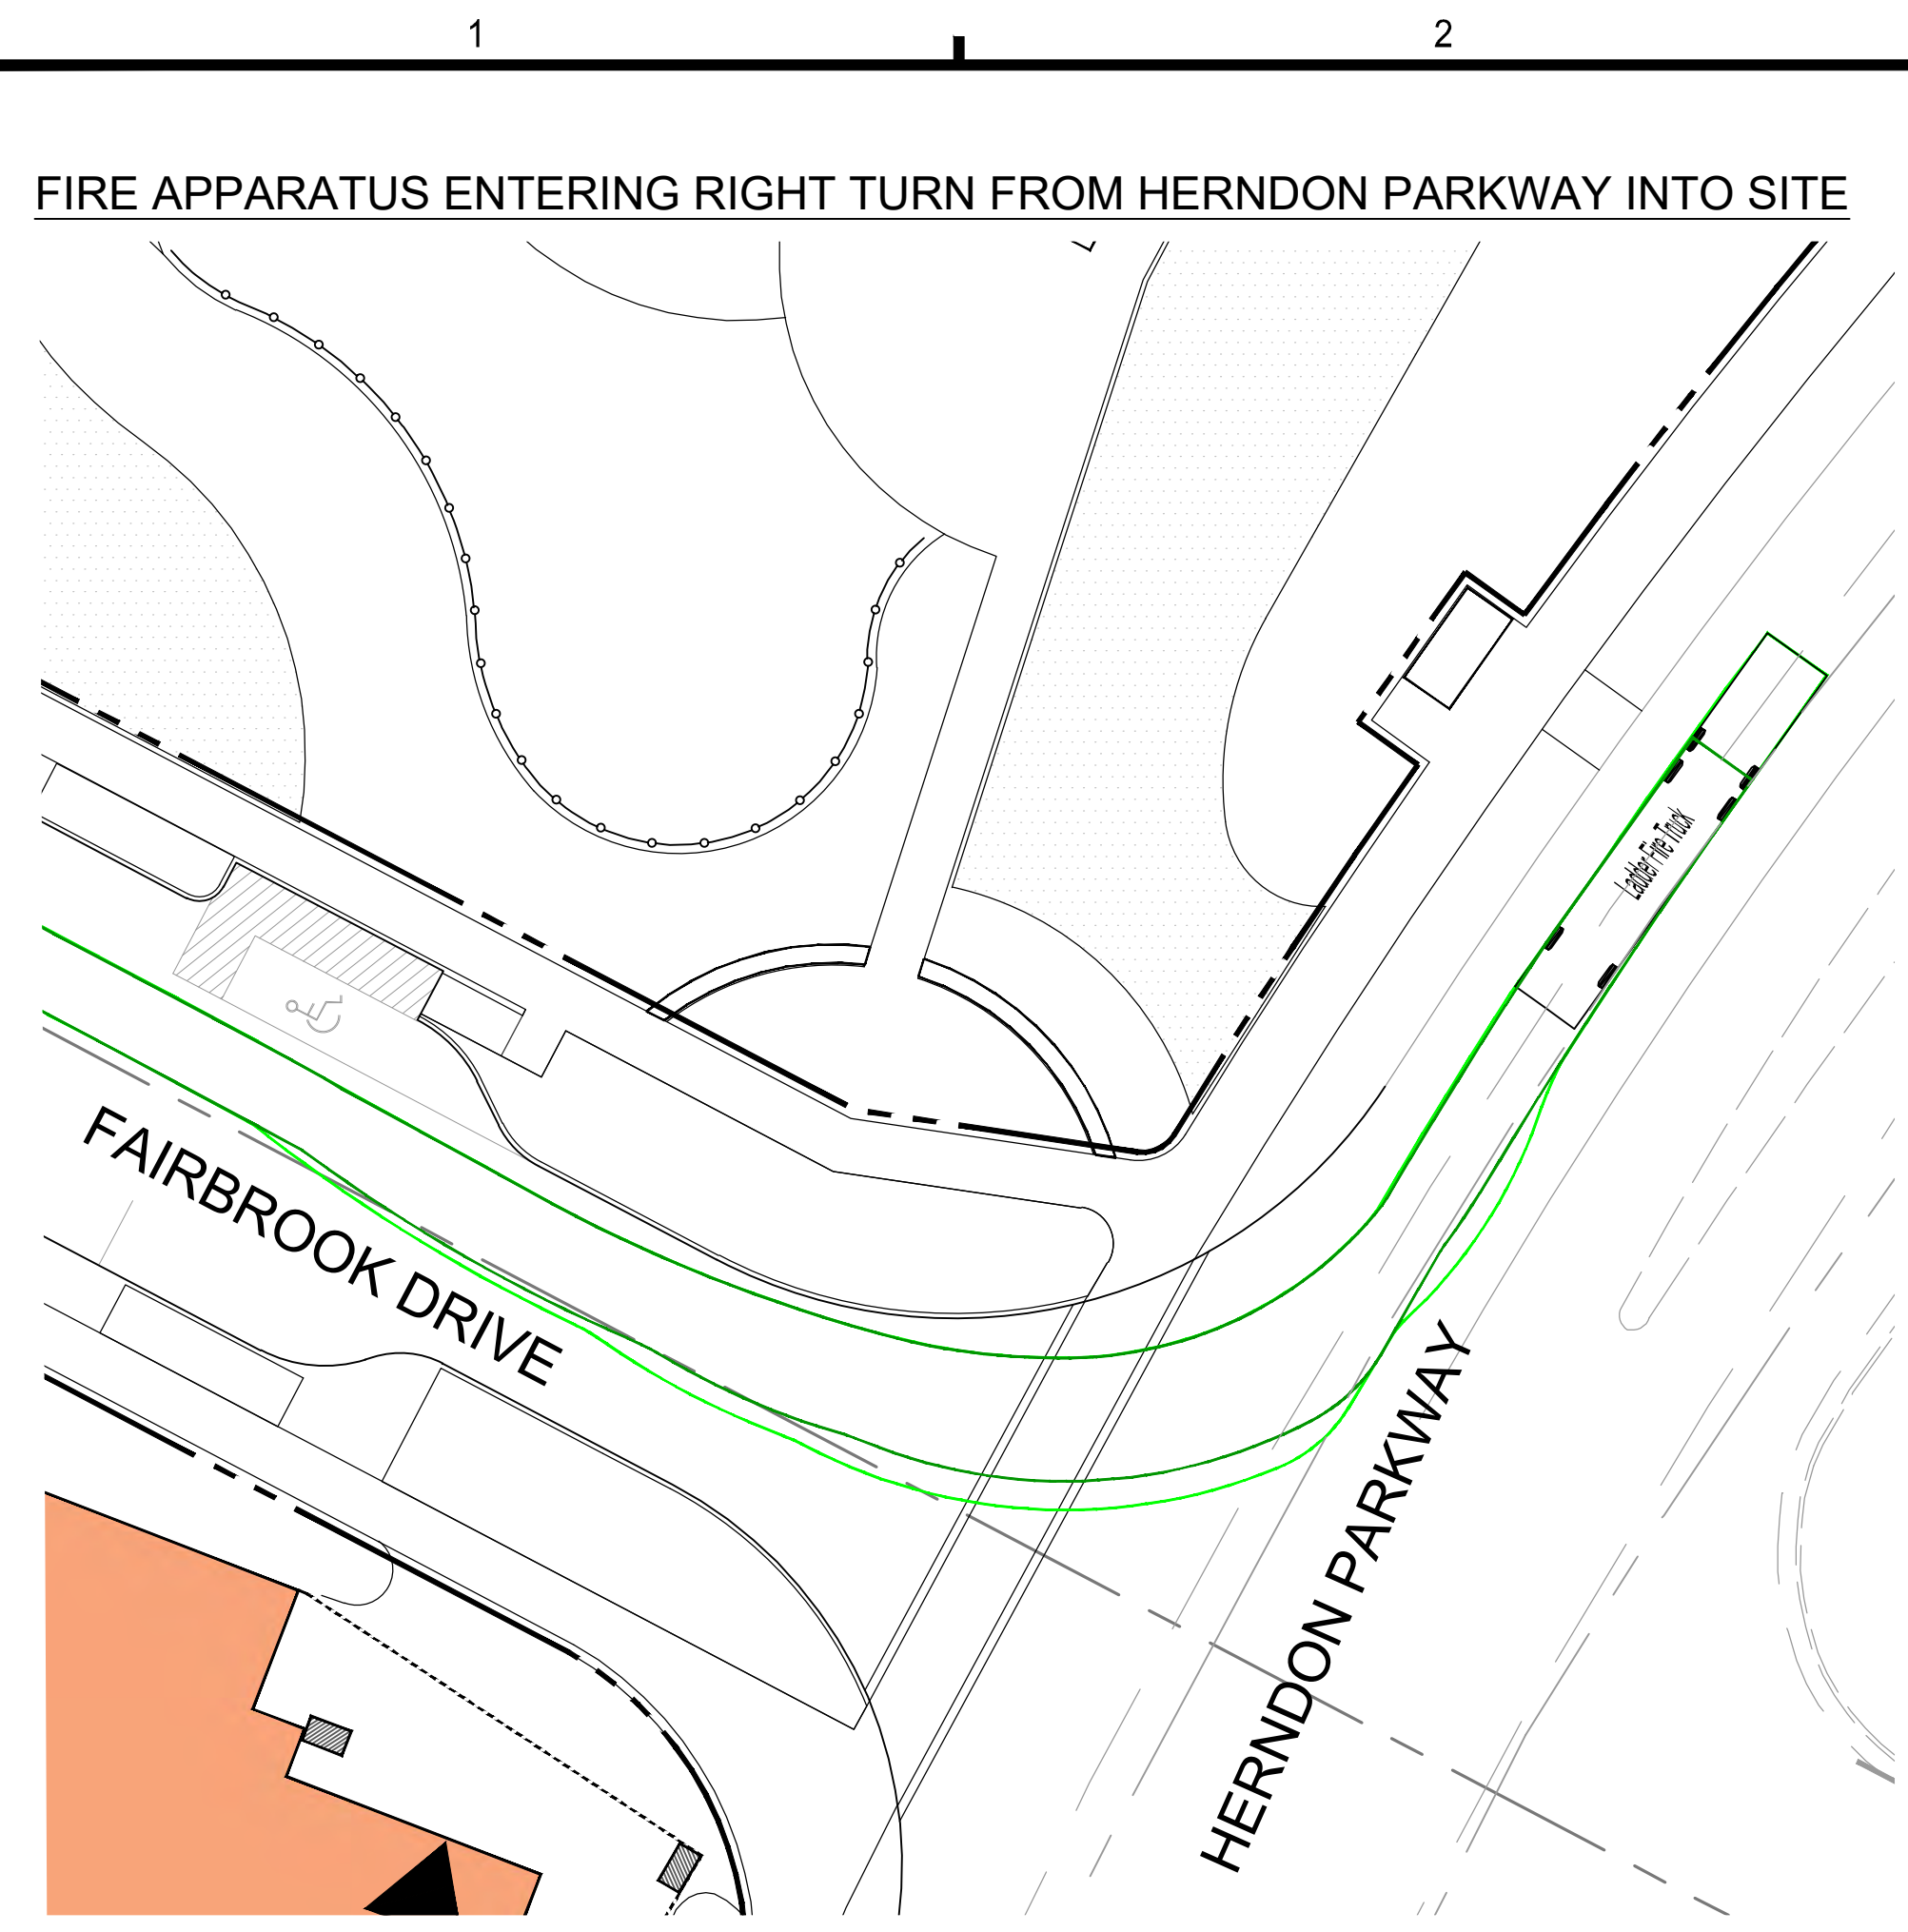 1
2
FIRE APPARATUS ENTERING RIGHT TURN FROM HERNDON PARKWAY INTO SITE
Ladder Fire Truck
FAIRBROOK DRIVE
HERNDON PARKWAY